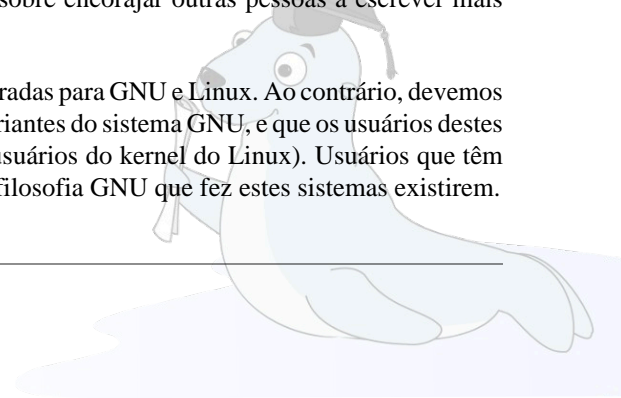 sobre encorajar outras pessoas a escrever mais
radas para GNU e Linux. Ao contrário, devemos
riantes do sistema GNU, e que os usuários destes
usuários do kernel do Linux). Usuários que têm
filosofia GNU que fez estes sistemas existirem.